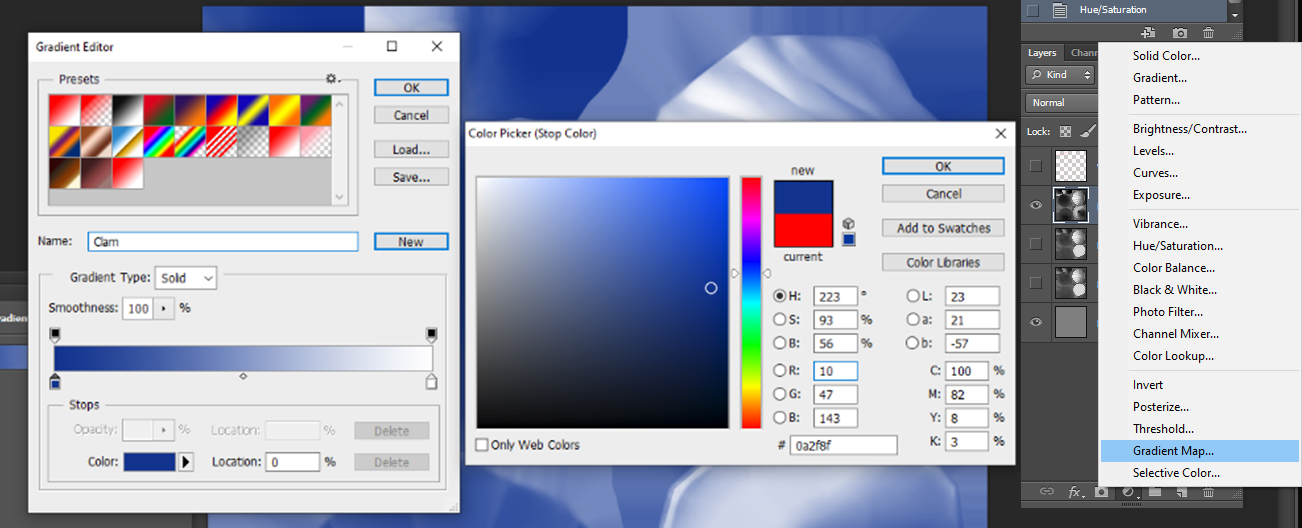 Gradient Editor
Presets
OK
Cancel
Load...
Save...
Name: Clam
New
Gradient Type: Solid
Smoothness: 100 %
Stops
Opacity: % Location: % Delete
Color: Location: 0 % Delete
Color Picker (Stop Color)
new
current
OK
Cancel
Add to Swatches
Color Libraries
H: 223 °
S: 93 %
B: 56 %
R: 10
G: 47
B: 143
L: 23
a: 21
b: -57
C: 100 %
M: 82 %
Y: 8 %
K: 3 %
Only Web Colors
# 0a2f8f
Hue/Saturation
Layers Chann
Kind
Normal
Lock:
Solid Color...
Gradient...
Pattern...
Brightness/Contrast...
Levels...
Curves...
Exposure...
Vibrance...
Hue/Saturation...
Color Balance...
Black & White...
Photo Filter...
Channel Mixer...
Color Lookup...
Invert
Posterize...
Threshold...
Gradient Map...
Selective Color...
fx